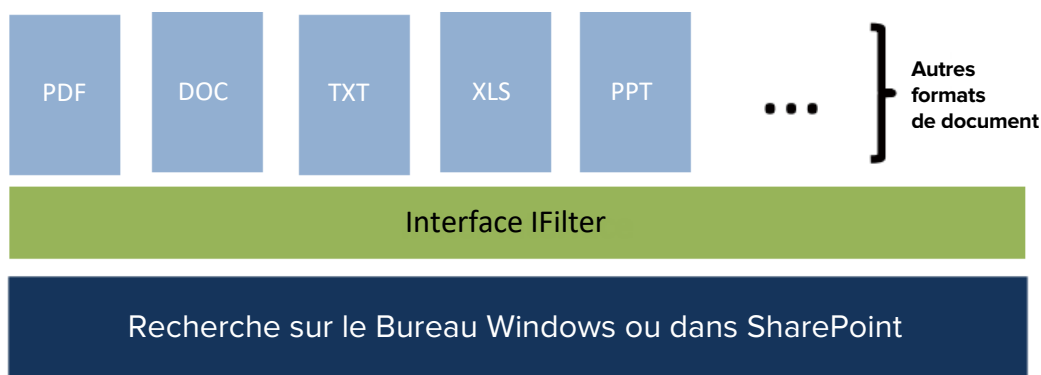 PDF
DOC
TXT
XLS
PPT
...
Autres
formats
de document
Interface IFilter
Recherche sur le Bureau Windows ou dans SharePoint